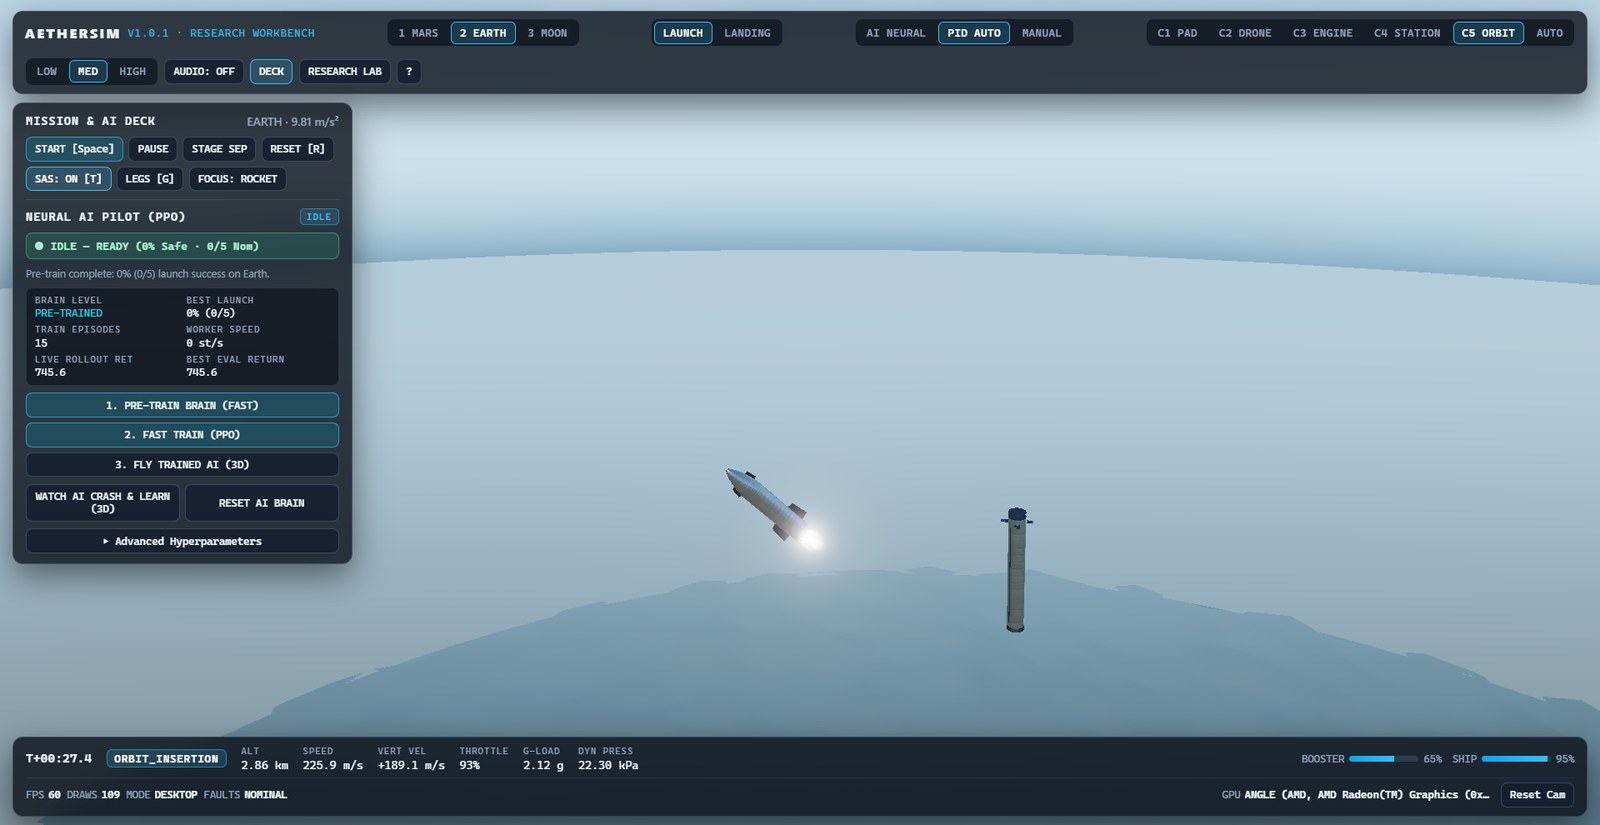 AETHERSIM V1.0.1 · RESEARCH WORKBENCH 1 MARS 2 EARTH 3 MOON LAUNCH LANDING AI NEURAL PID AUTO MANUAL C1 PAD C2 DRONE C3 ENGINE C4 STATION C5 ORBIT AUTO
LOW MED HIGH AUDIO: OFF DECK RESEARCH LAB ?
MISSION & AI DECK EARTH · 9.81 m/s²
START [Space] PAUSE STAGE SEP RESET [R]
SAS: ON [T] LEGS [G] FOCUS: ROCKET
NEURAL AI PILOT (PPO) IDLE
IDLE — READY (0% Safe · 0/5 Nom)
Pre-train complete: 0% (0/5) launch success on Earth.
BRAIN LEVEL BEST LAUNCH
PRE-TRAINED 0% (0/5)
TRAIN EPISODES WORKER SPEED
15 0 st/s
LIVE ROLLOUT RET BEST EVAL RETURN
745.6 745.6
1. PRE-TRAIN BRAIN (FAST)
2. FAST TRAIN (PPO)
3. FLY TRAINED AI (3D)
WATCH AI CRASH & LEARN
(3D)
RESET AI BRAIN
▸ Advanced Hyperparameters
T+00:27.4 ORBIT_INSERTION
ALT SPEED VERT VEL THROTTLE G-LOAD DYN PRESS
2.86 km 225.9 m/s +189.1 m/s 93% 2.12 g 22.30 kPa
BOOSTER 65% SHIP 95%
FPS 60 DRAWS 109 MODE DESKTOP FAULTS NOMINAL
GPU ANGLE (AMD, AMD Radeon(TM) Graphics (0x… Reset Cam